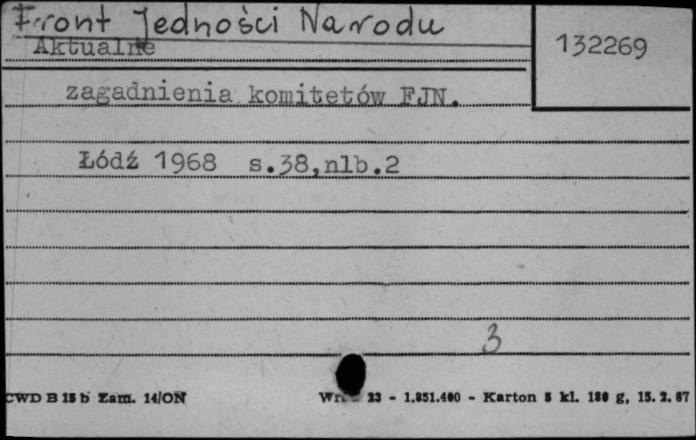 Front Jedności Narodu
Aktualne
132269
zagadnienia komitetów FJN.
Łódź 1968 s.38,nlb.2
3
CWD B 15 b Zam. 14/ON
23 - 1.851.400 - Karton 5 kl. 180 g, 15.2.67